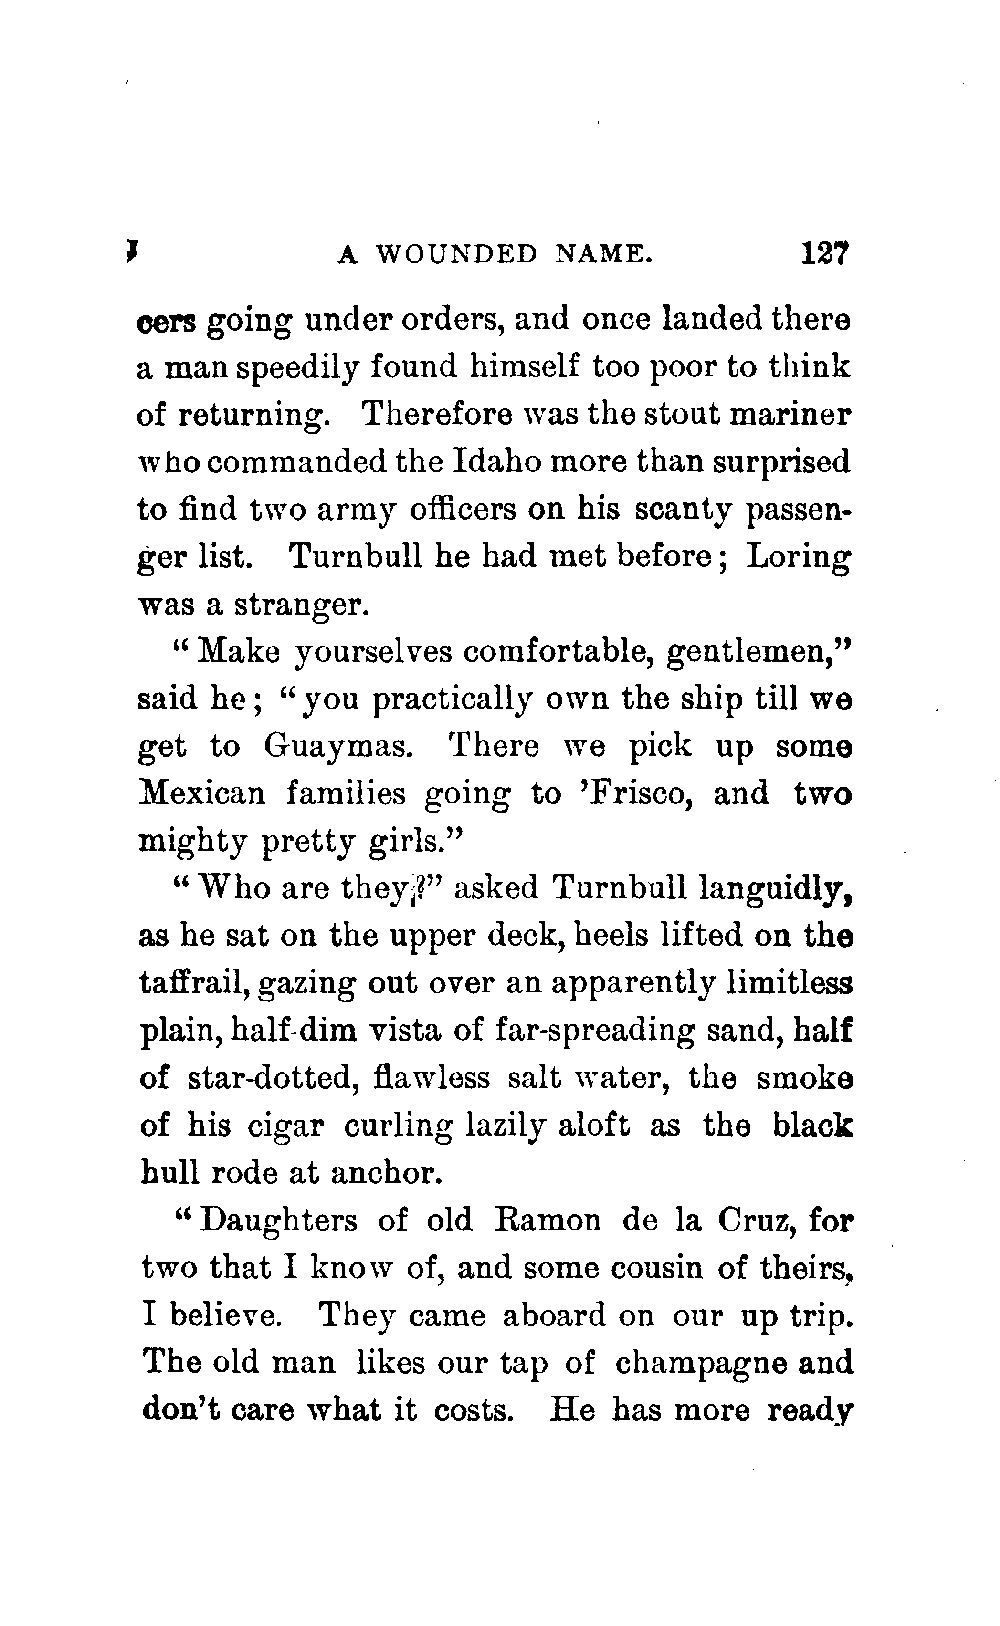 A WOUNDED NAME. 127
cers going under orders, and once landed there
a man speedily found himself too poor to think
of returning. Therefore was the stout mariner
who commanded the Idaho more than surprised
to find two army officers on his scanty passen-
ger list. Turnbull he had met before; Loring
was a stranger.
“Make yourselves comfortable, gentlemen,”
said he; “you practically own the ship till we
get to Guaymas. There we pick up some
Mexican families going to ’Frisco, and two
mighty pretty girls.”
“Who are they?” asked Turnbull languidly,
as he sat on the upper deck, heels lifted on the
taffrail, gazing out over an apparently limitless
plain, half-dim vista of far-spreading sand, half
of star-dotted, flawless salt water, the smoke
of his cigar curling lazily aloft as the black
hull rode at anchor.
“Daughters of old Ramon de la Cruz, for
two that I know of, and some cousin of theirs,
I believe. They came aboard on our up trip.
The old man likes our tap of champagne and
don’t care what it costs. He has more ready